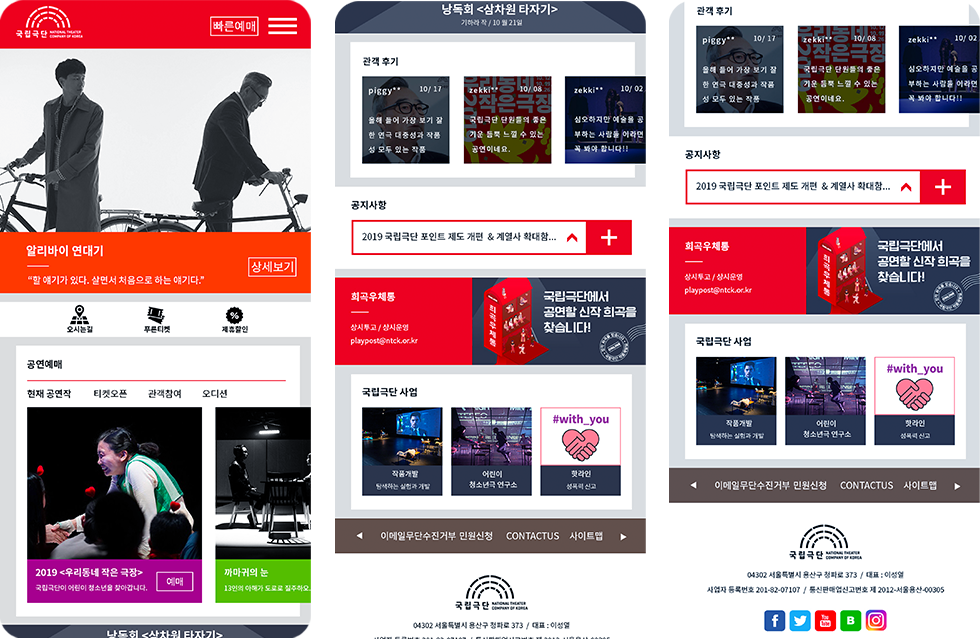 국립극단 NATIONAL THEATER
COMPANY OF KOREA
빠른예매
알리바이 연대기
"할 얘기가 있다. 살면서 처음으로 하는 얘기다."
상세보기
오시는길
푸른티켓
제휴할인
공연예매
현재 공연작
티켓오픈
관객참여
오디션
2019 <우리동네 작은 극장>
국립극단이 어린이 청소년을 찾아갑니다.
예매
까마귀의 눈
13인의 아해가 도로로 질주하오.
낭독회 <삼차원 타자기>
낭독회 <삼차원 타자기>
기하라 작 / 10 월 21일
관객 후기
piggy** 10/ 17
올해 들어 가장 보기 잘
한 연극 대중성과 작품
성 모두 있는 작품
zekki** 10/ 08
국립극단 단원들의 좋은
기운 듬뿍 느낄 수 있는
공연이네요.
zekki** 10/ 02
심오하지만 예술을 공
부하는 사람들 이라면
꼭 봐야 합니다!!
공지사항
2019 국립극단 포인트 제도 개편 & 계열사 확대함...
희곡우체통
상시투고 / 상시운영
playpost@ntck.or.kr
희곡우체통
국립극단에서
공연할 신작 희곡을
찾습니다!
국립극단 사업
작품개발
탐색하는 실험과 개발
어린이
청소년극 연구소
#with_you
핫라인
성폭력 신고
이메일무단수진거부 민원신청 CONTACTUS 사이트맵
국립극단 NATIONAL THEATER
COMPANY OF KOREA
04302 서울특별시 용산구 청파로 373 / 대표 : 이성열
사업자 등록번호 201-82-07107 / 통신판매업신고번호 제 2012-서울용산-00305
관객 후기
piggy** 10/ 17
올해 들어 가장 보기 잘
한 연극 대중성과 작품
성 모두 있는 작품
zekki** 10/ 08
국립극단 단원들의 좋은
기운 듬뿍 느낄 수 있는
공연이네요.
zekki** 10/ 02
심오하지만 예술을 공
부하는 사람들 이라면
꼭 봐야 합니다!!
공지사항
2019 국립극단 포인트 제도 개편 & 계열사 확대함...
희곡우체통
상시투고 / 상시운영
playpost@ntck.or.kr
희곡우체통
국립극단에서
공연할 신작 희곡을
찾습니다!
국립극단 사업
작품개발
탐색하는 실험과 개발
어린이
청소년극 연구소
#with_you
핫라인
성폭력 신고
이메일무단수진거부 민원신청 CONTACTUS 사이트맵
국립극단 NATIONAL THEATER
COMPANY OF KOREA
04302 서울특별시 용산구 청파로 373 / 대표 : 이성열
사업자 등록번호 201-82-07107 / 통신판매업신고번호 제 2012-서울용산-00305